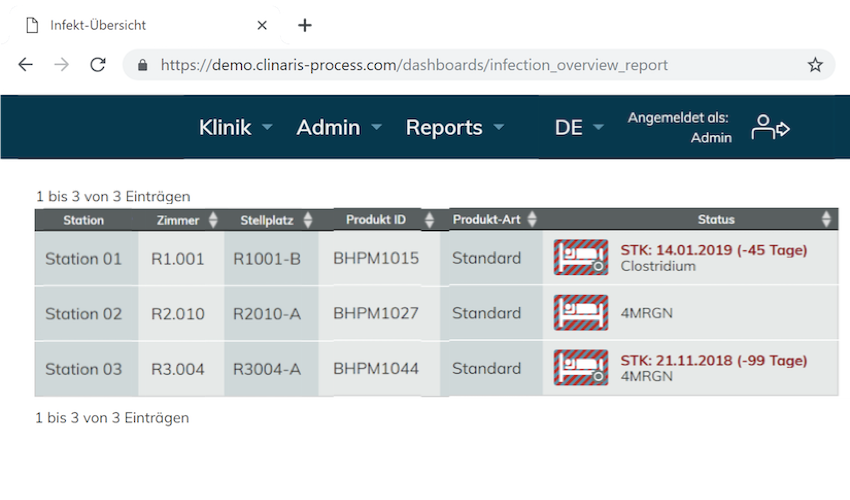 Infekt-Übersicht
https://demo.clinaris-process.com/dashboards/infection_overview_report
Klinik Admin Reports DE Angemeldet als:
Admin
1 bis 3 von 3 Einträgen
Station Zimmer Stellplatz Produkt ID Produkt-Art Status
Station 01 R1.001 R1001-B BHPM1015 Standard STK: 14.01.2019 (-45 Tage)
Clostridium
Station 02 R2.010 R2010-A BHPM1027 Standard 4MRGN
Station 03 R3.004 R3004-A BHPM1044 Standard STK: 21.11.2018 (-99 Tage)
4MRGN
1 bis 3 von 3 Einträgen